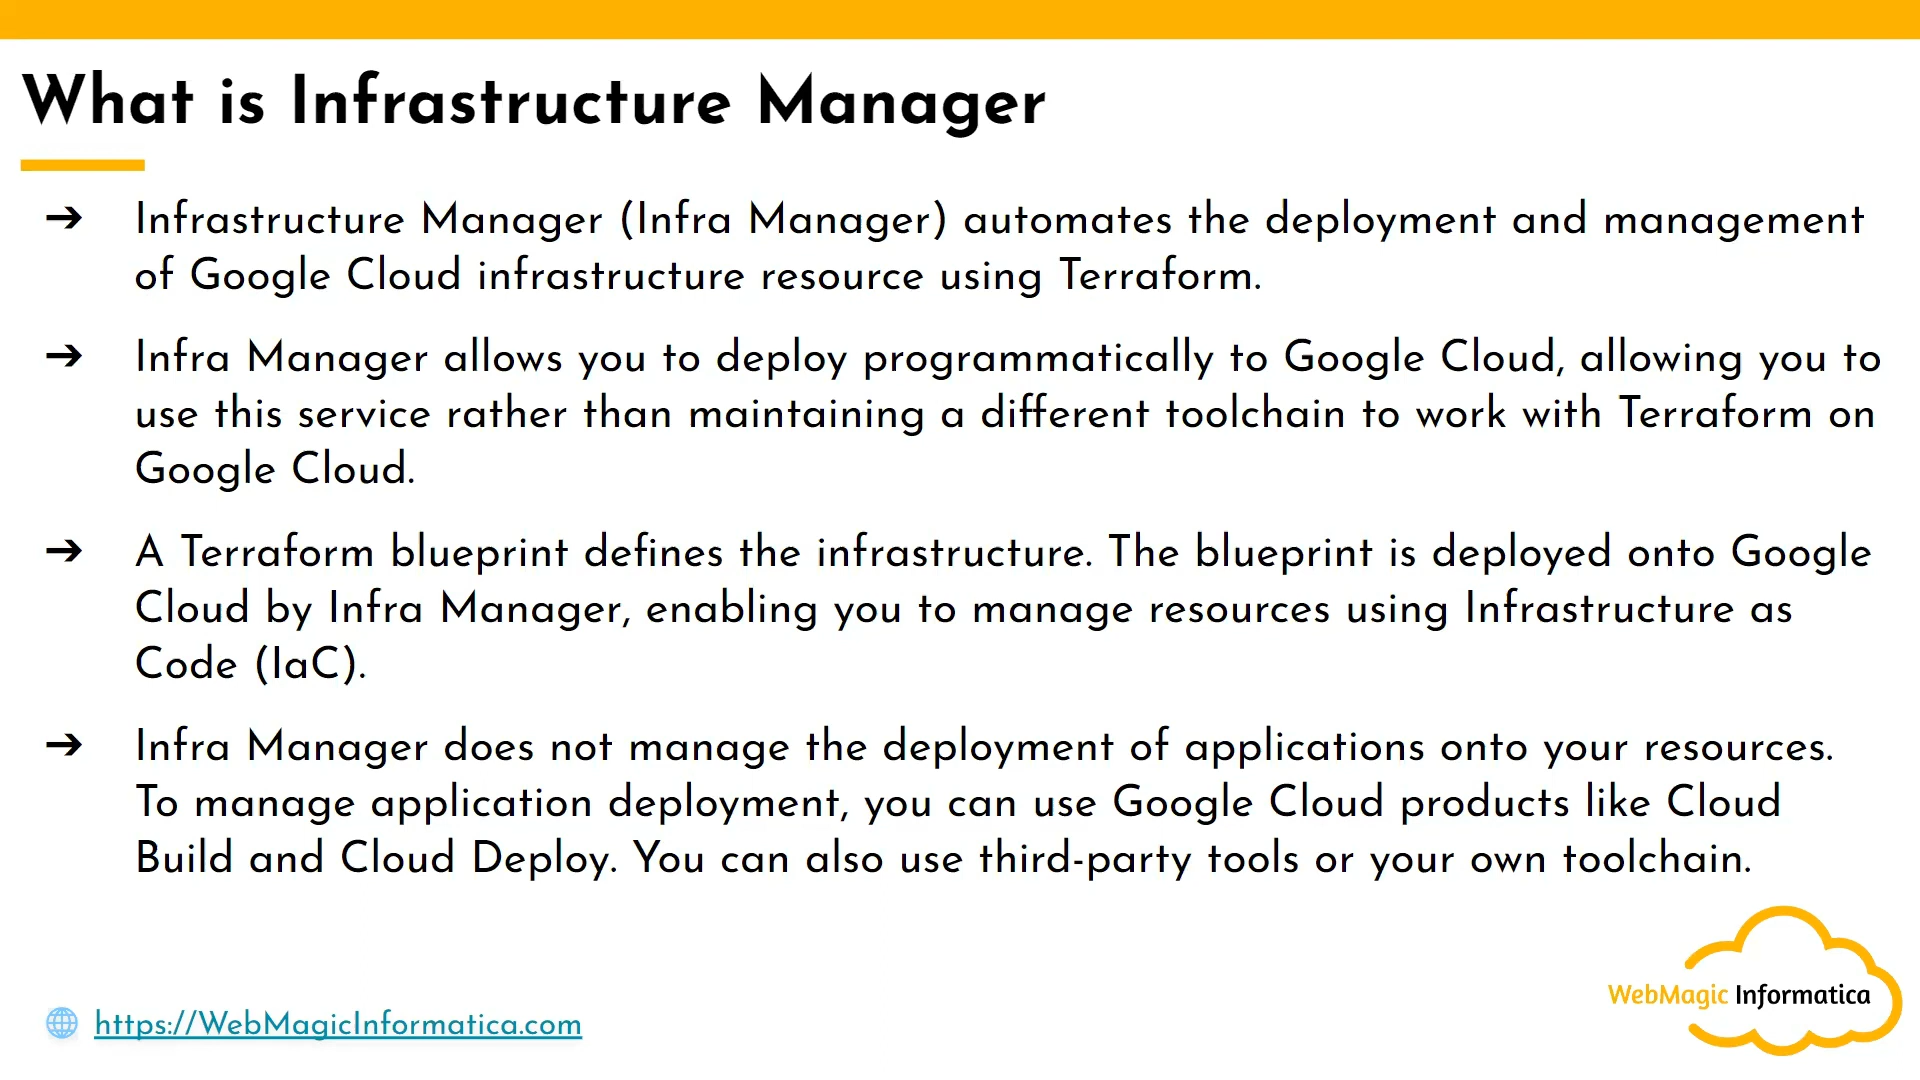 What is Infrastructure Manager
➔ Infrastructure Manager (Infra Manager) automates the deployment and management
of Google Cloud infrastructure resource using Terraform.
➔ Infra Manager allows you to deploy programmatically to Google Cloud, allowing you to
use this service rather than maintaining a different toolchain to work with Terraform on
Google Cloud.
➔ A Terraform blueprint defines the infrastructure. The blueprint is deployed onto Google
Cloud by Infra Manager, enabling you to manage resources using Infrastructure as
Code (IaC).
➔ Infra Manager does not manage the deployment of applications onto your resources.
To manage application deployment, you can use Google Cloud products like Cloud
Build and Cloud Deploy. You can also use third-party tools or your own toolchain.
WebMagic Informatica
https://WebMagicInformatica.com